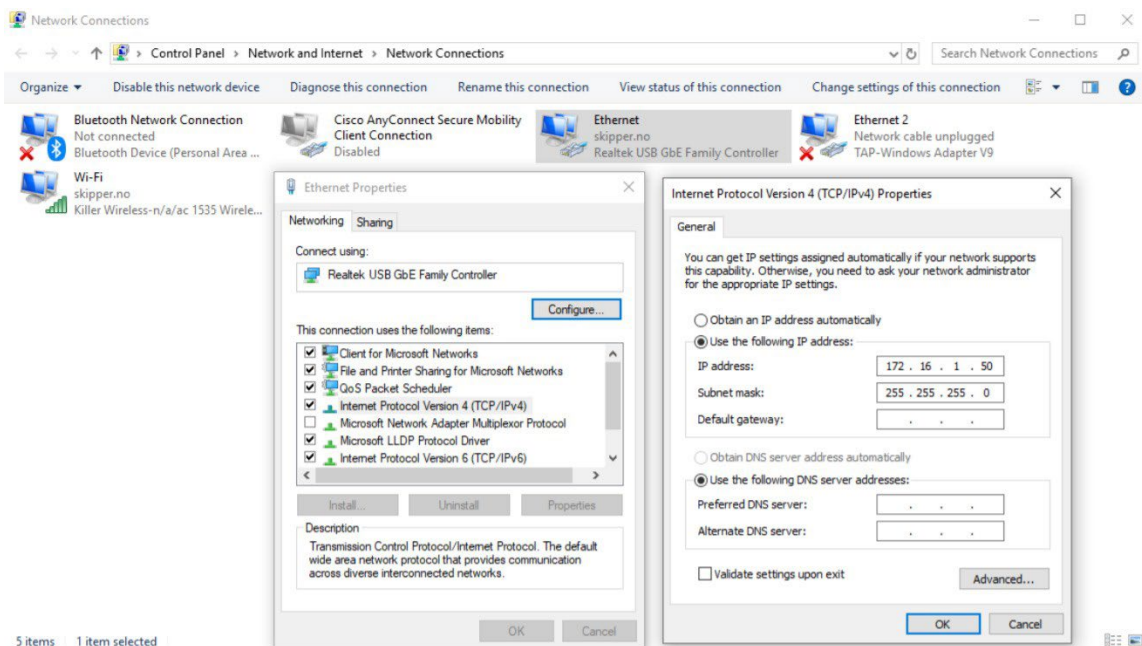 Network Connections
Control Panel > Network and Internet > Network Connections
Search Network Connections
Organize
Disable this network device
Diagnose this connection
Rename this connection
View status of this connection
Change settings of this connection
Bluetooth Network Connection
Not connected
Bluetooth Device (Personal Area ...
Cisco AnyConnect Secure Mobility
Client Connection
Disabled
Ethernet
skipper.no
Realtek USB GbE Family Controller
Ethernet 2
Network cable unplugged
TAP-Windows Adapter V9
Wi-Fi
skipper.no
Killer Wireless-n/a/ac 1535 Wirele...
Ethernet Properties
Networking
Sharing
Connect using:
Realtek USB GbE Family Controller
Configure...
This connection uses the following items:
Client for Microsoft Networks
File and Printer Sharing for Microsoft Networks
QoS Packet Scheduler
Internet Protocol Version 4 (TCP/IPv4)
Microsoft Network Adapter Multiplexor Protocol
Microsoft LLDP Protocol Driver
Internet Protocol Version 6 (TCP/IPv6)
Install...
Uninstall
Properties
Description
Transmission Control Protocol/Internet Protocol. The default
wide area network protocol that provides communication
across diverse interconnected networks.
OK
Cancel
Internet Protocol Version 4 (TCP/IPv4) Properties
General
You can get IP settings assigned automatically if your network supports
this capability. Otherwise, you need to ask your network administrator
for the appropriate IP settings.
Obtain an IP address automatically
Use the following IP address:
IP address:
172 . 16 . 1 . 50
Subnet mask:
255 . 255 . 255 . 0
Default gateway:
. . .
Obtain DNS server address automatically
Use the following DNS server addresses:
Preferred DNS server:
. . .
Alternate DNS server:
. . .
Validate settings upon exit
Advanced...
OK
Cancel
5 items
1 item selected